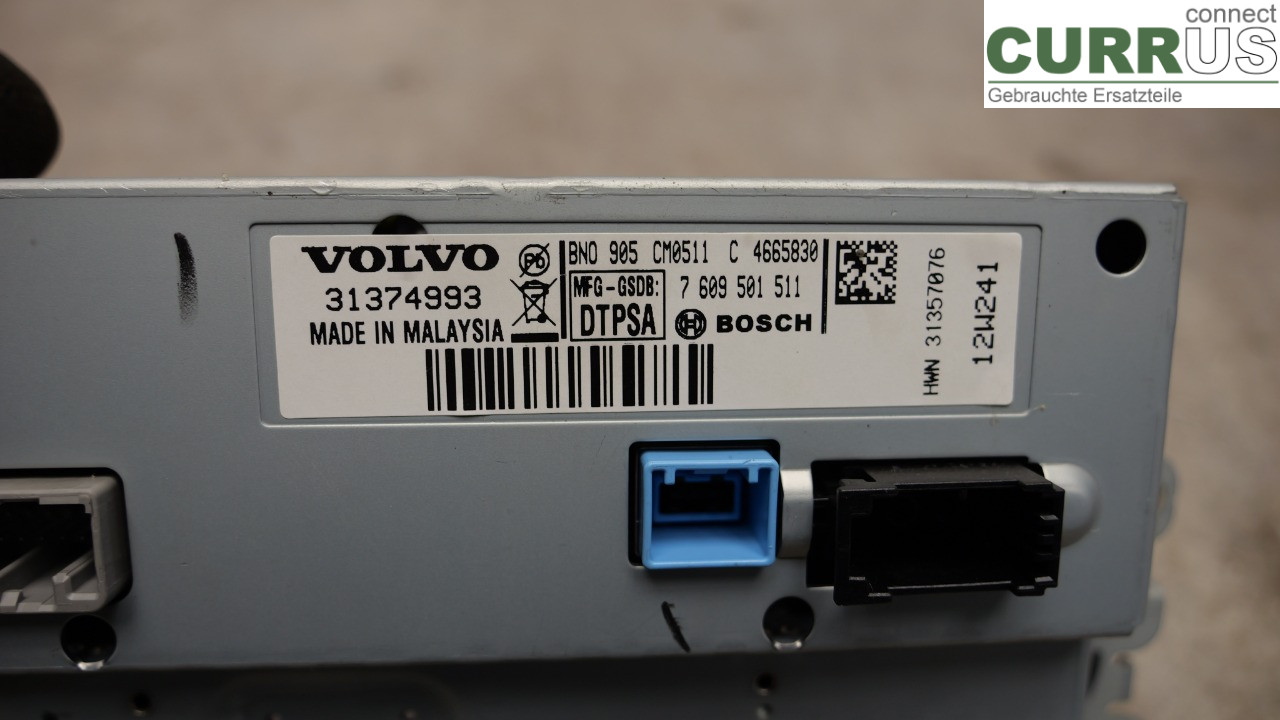 connect
CURRUS
Gebrauchte Ersatzteile
VOLVO
31374993
MADE IN MALAYSIA
Pb
BNO 905 CM0511 C 4665830
MFG-GSDB:
DTPSA
7 609 501 511
BOSCH
HWN 31357076
12W241